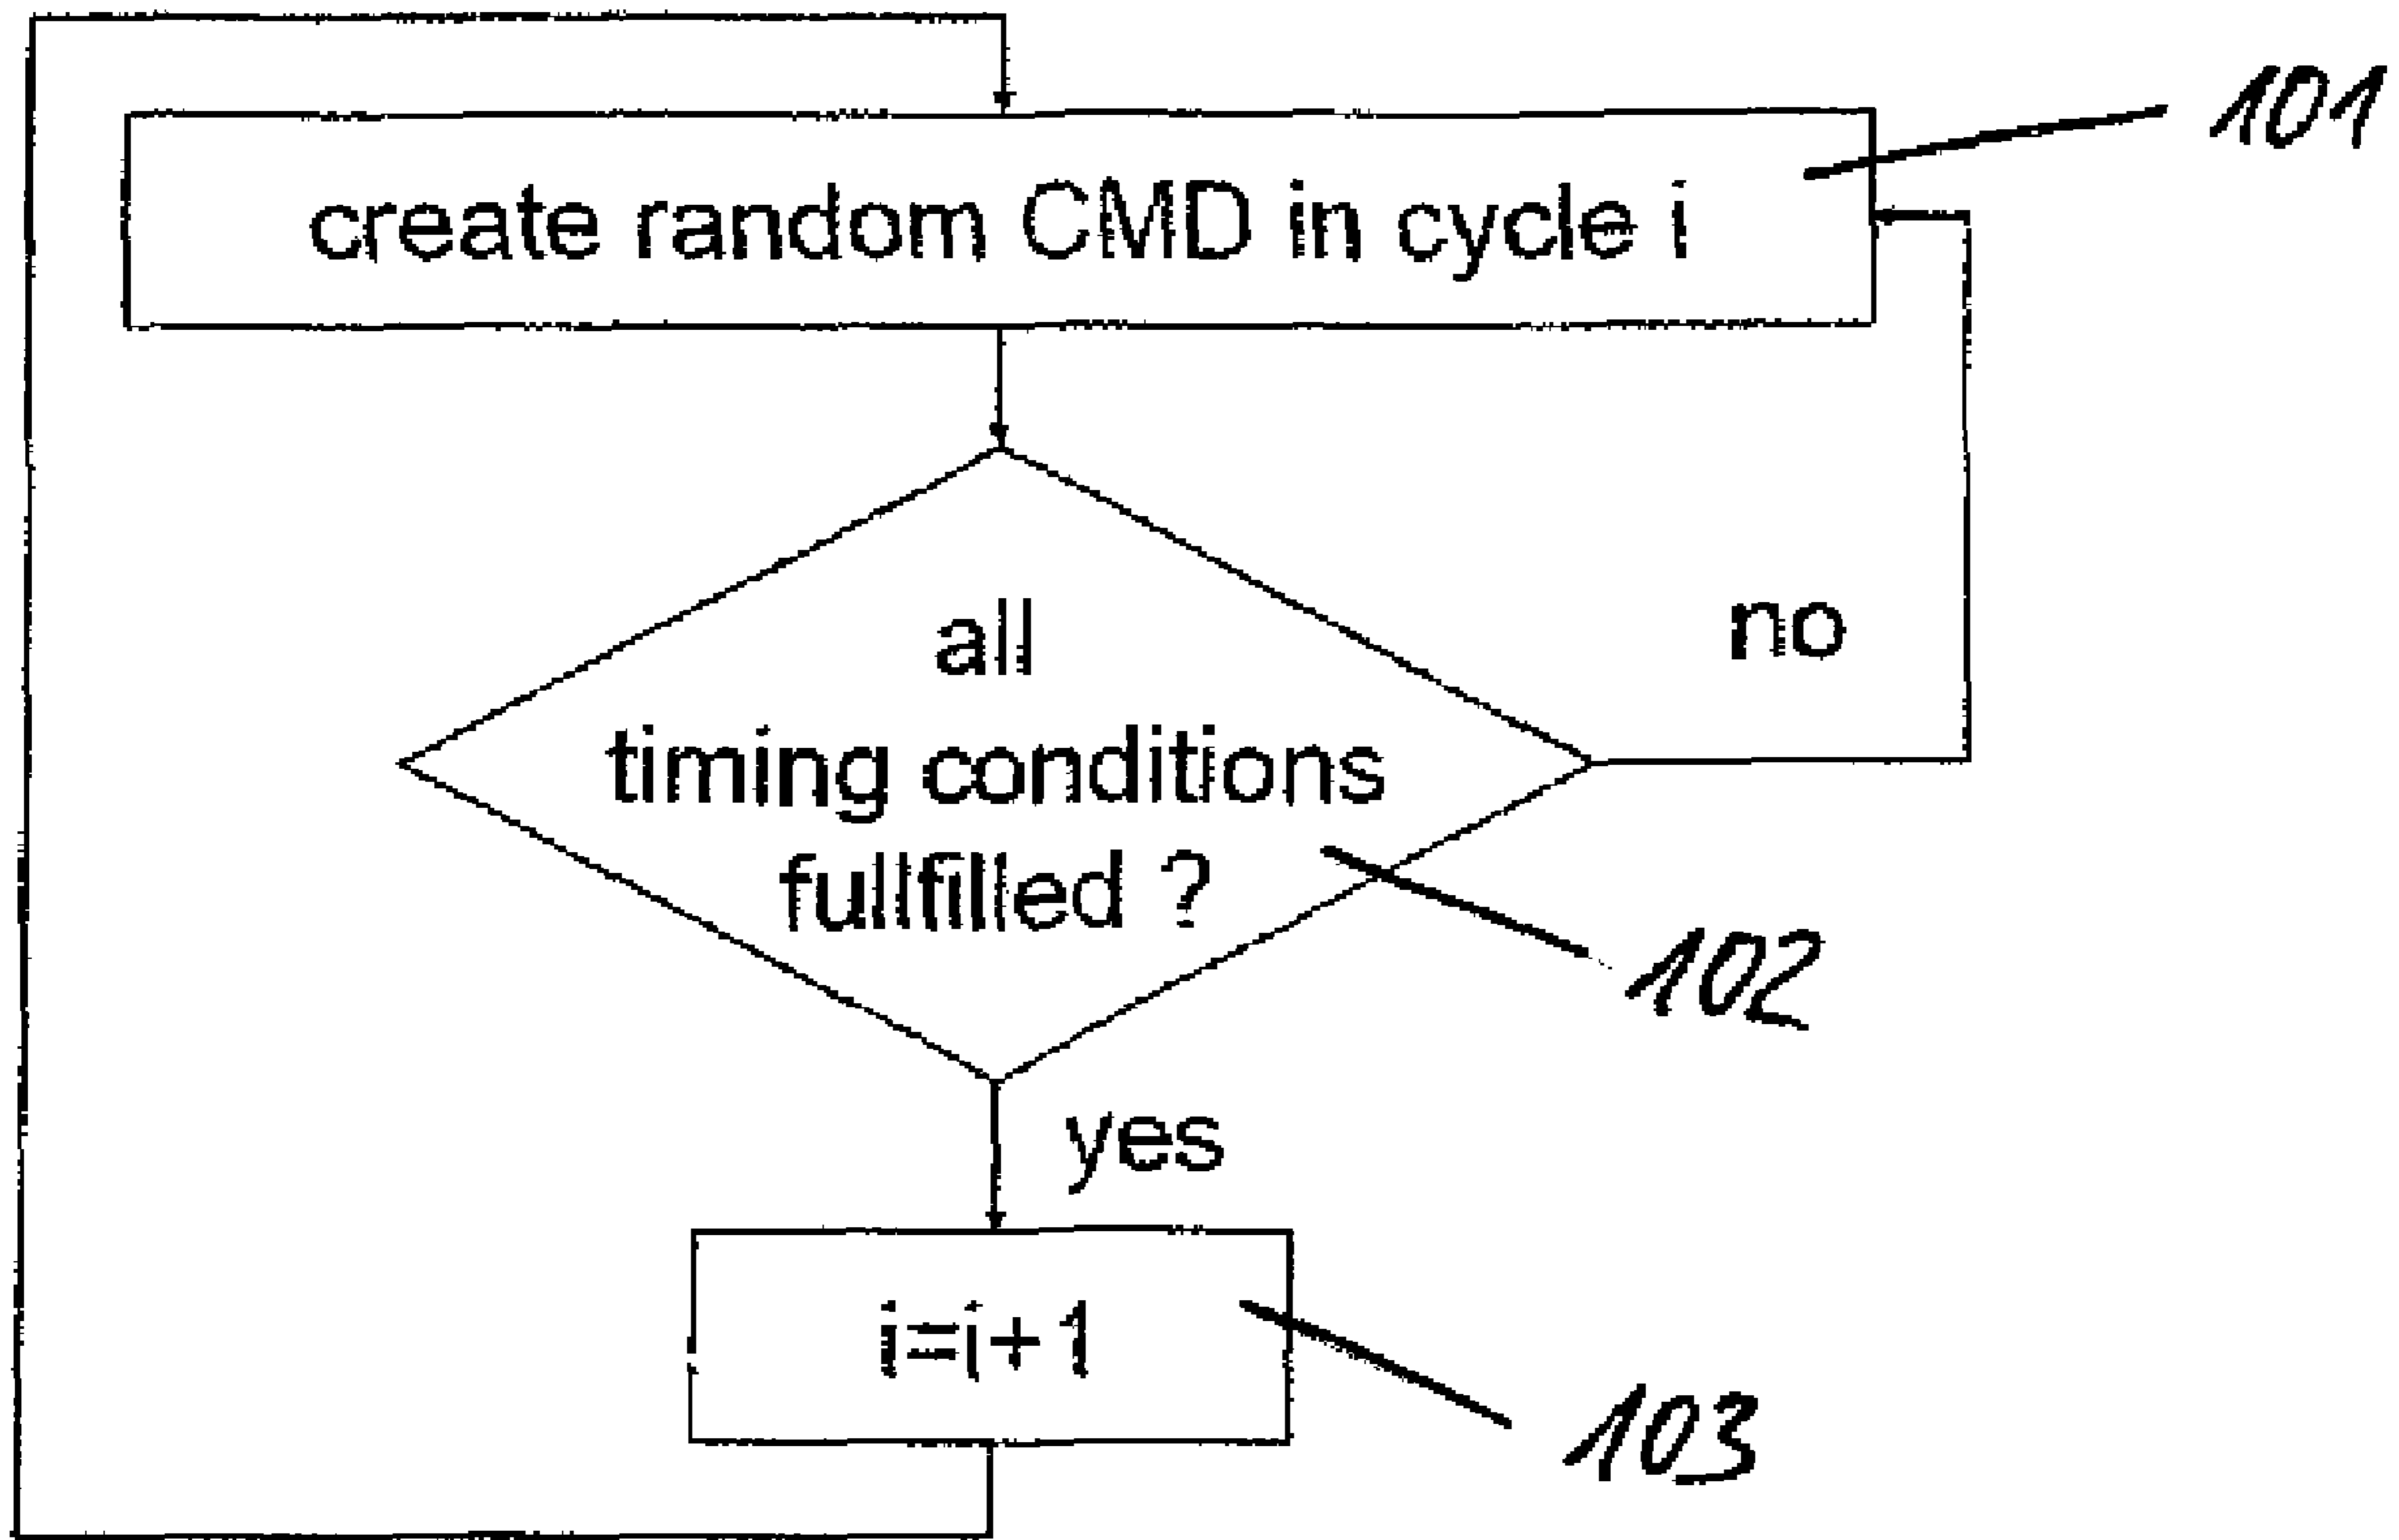 101
create random CMD in cycle i
all
no
timing conditions
fullfilled ?
102
yes
i=i+1
103